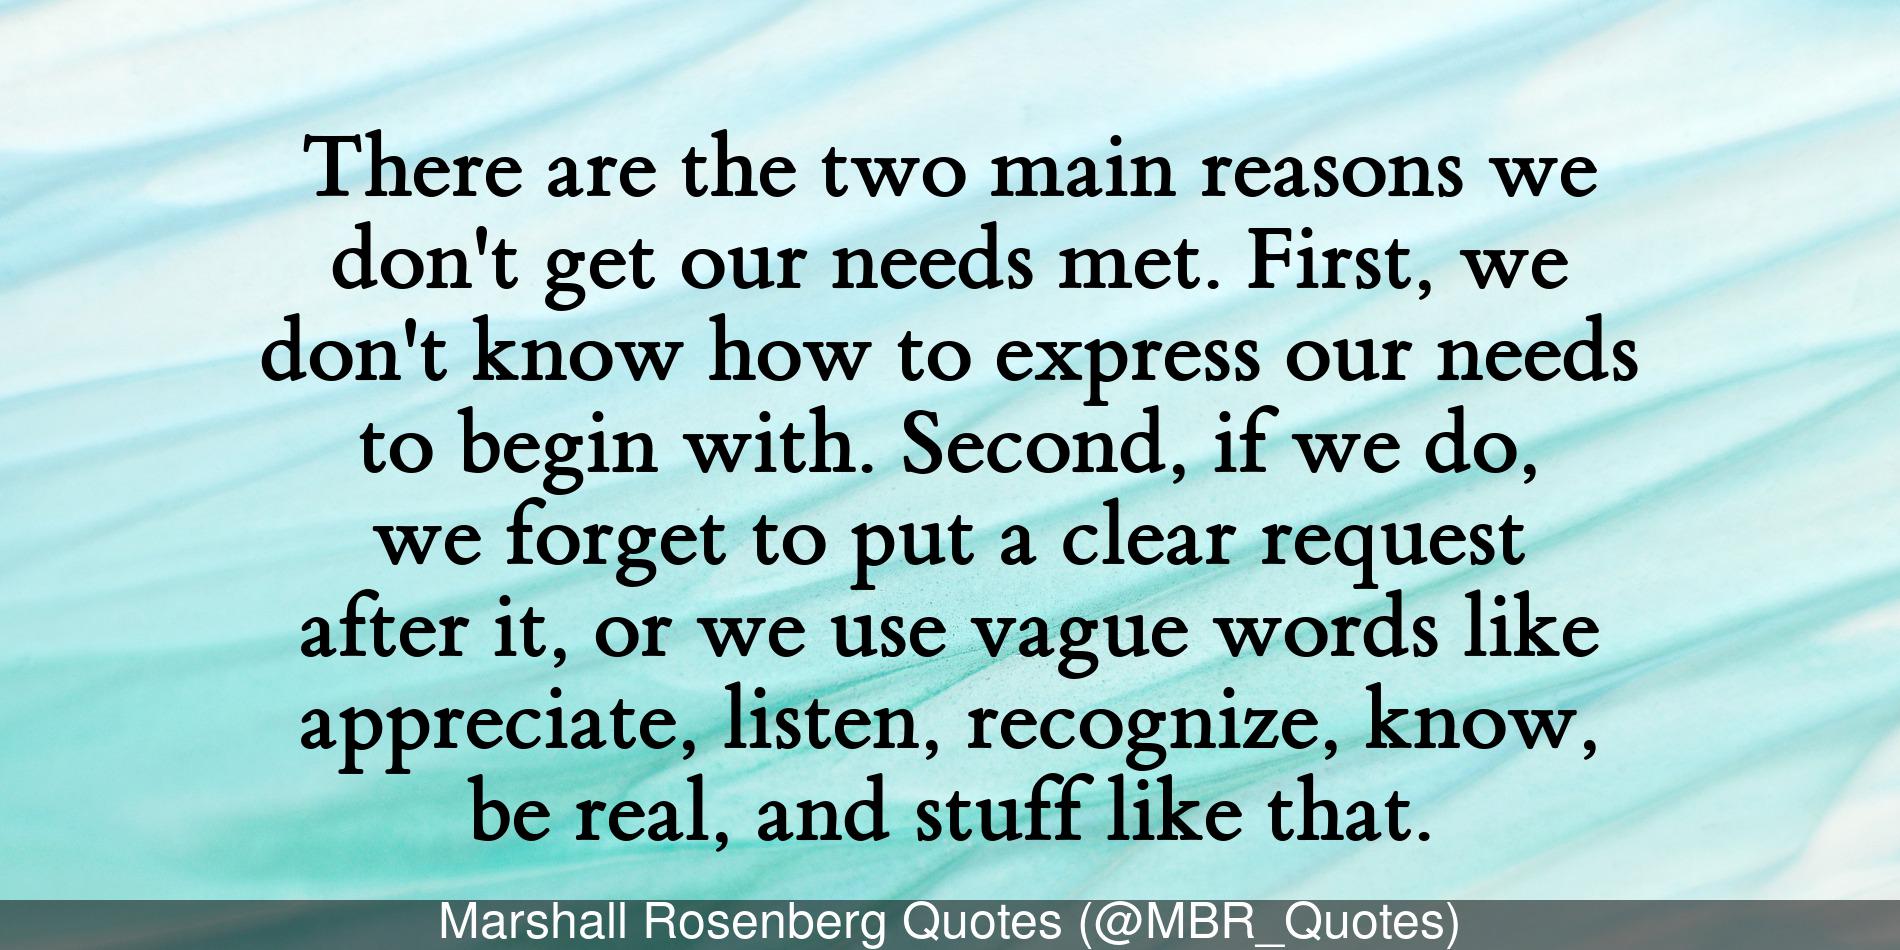 There are the two main reasons we
don't get our needs met. First, we
don't know how to express our needs
to begin with. Second, if we do,
we forget to put a clear request
after it, or we use vague words like
appreciate, listen, recognize, know,
be real, and stuff like that.
Marshall Rosenberg Quotes (@MBR_Quotes)